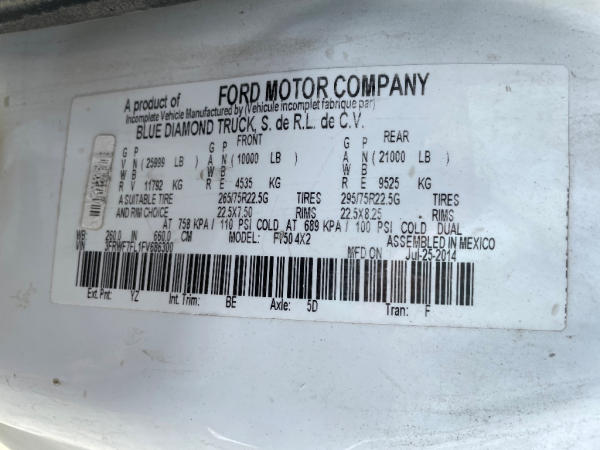 A product of FORD MOTOR COMPANY
Incomplete Vehicle Manufactured by (Vehicule incomplet fabrique par)
BLUE DIAMOND TRUCK, S. de R.L. de C.V.
FRONT REAR
G P G P G P
V N (25999 LB) A N (10000 LB) A N (21000 LB)
W B W B W B
R V 11792 KG R E 4535 KG R E 9525 KG
A SUITABLE TIRE 265/75R22.5G TIRES 295/75R22.5G TIRES
AND RIM CHOICE 22.5X7.50 RIMS 22.5X8.25 RIMS
AT 758 KPA/ 110 PSI COLD AT 689 KPA/ 100 PSI COLD DUAL
WB 260.0 IN 660.0 CM MODEL: F750 4X2 ASSEMBLED IN MEXICO
VIN MFD ON: Jul-25-2014
Ext. Pnt: YZ Int. Trim: BE Axle: 5D Tran: F